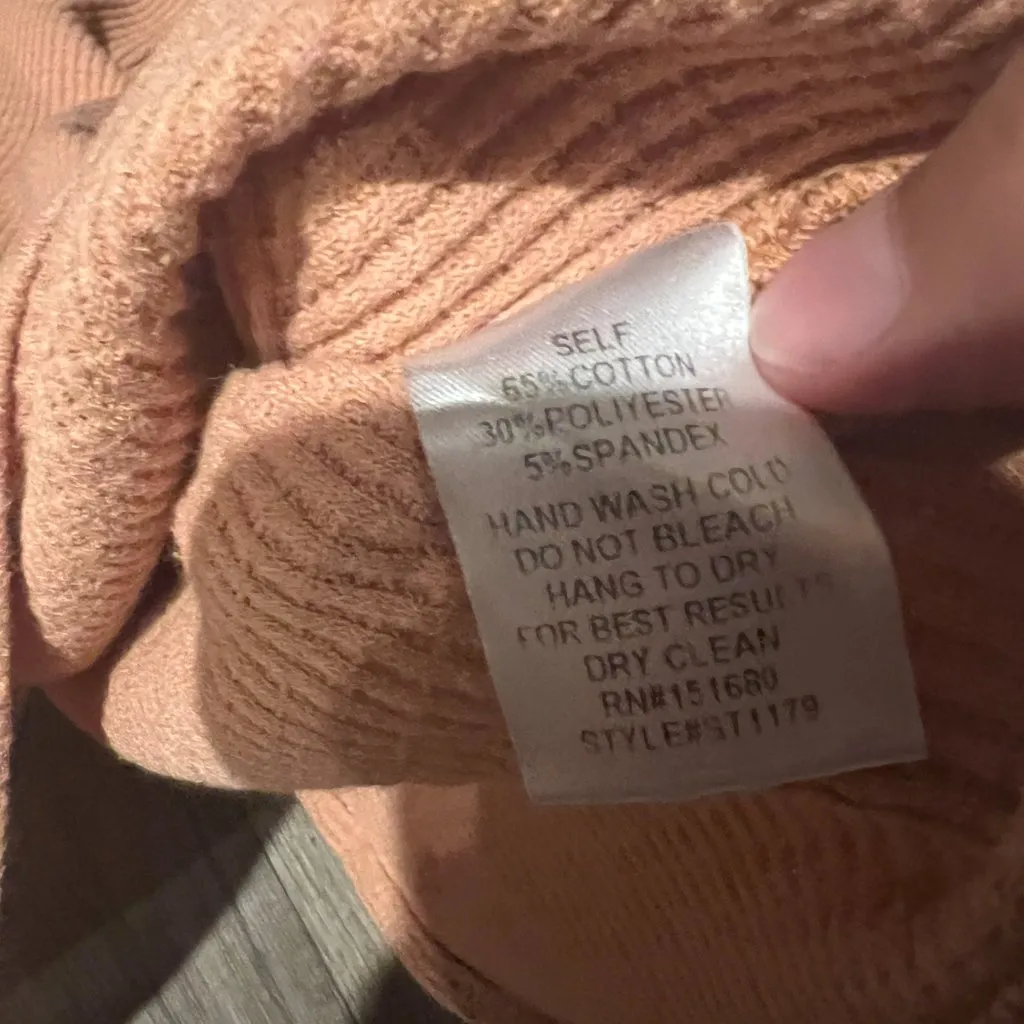 SELF
65%COTTON
30%POLIYESTER
5%SPANDEX
HAND WASH COLD
DO NOT BLEACH
HANG TO DRY
FOR BEST RESULTS
DRY CLEAN
RN#151680
STYLE#ST1179